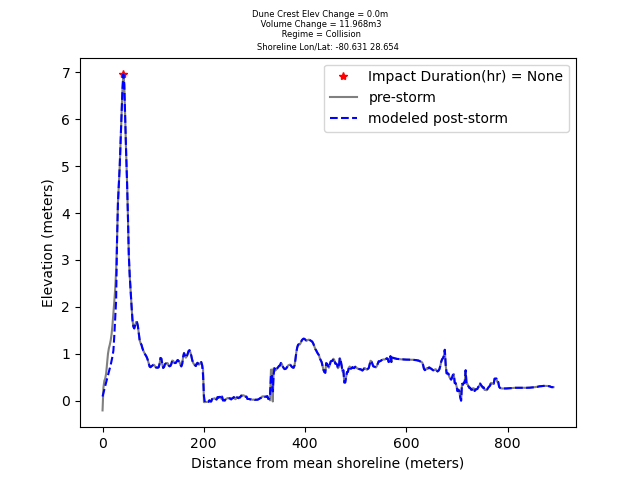 Dune Crest Elev Change = 0.0m
Volume Change = 11.968m3
Regime = Collision
Shoreline Lon/Lat: -80.631 28.654
Impact Duration(hr) = None
pre-storm
modeled post-storm
7
6
5
4
3
2
1
0
Elevation (meters)
0 200 400 600 800
Distance from mean shoreline (meters)